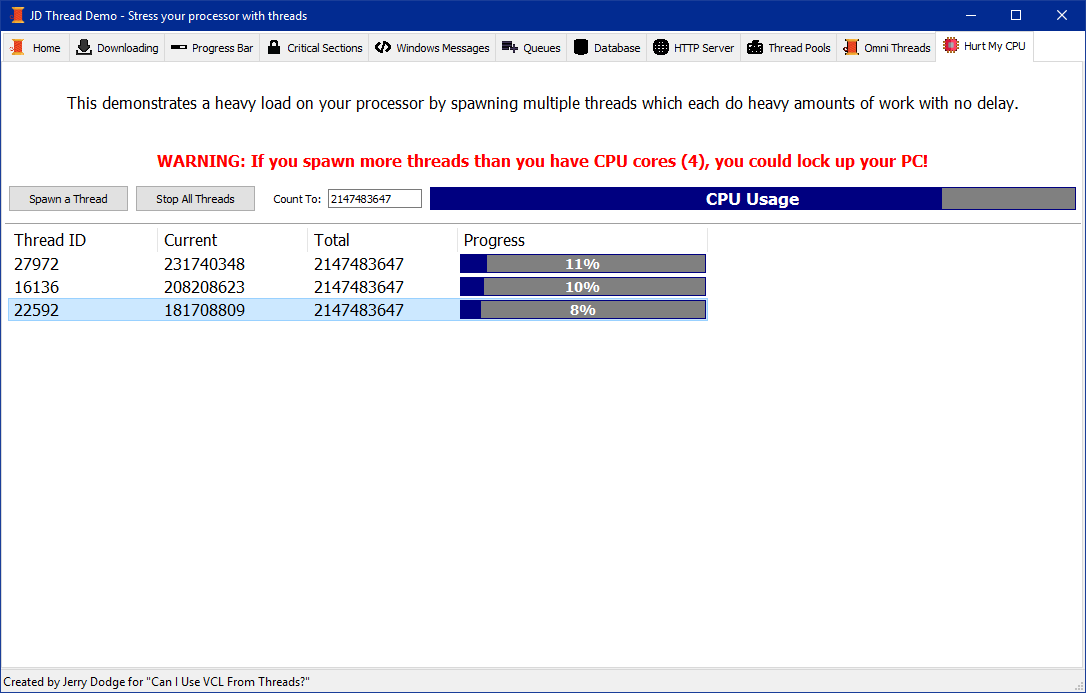 JD Thread Demo - Stress your processor with threads
Home Downloading Progress Bar Critical Sections Windows Messages Queues Database HTTP Server Thread Pools Omni Threads Hurt My CPU
This demonstrates a heavy load on your processor by spawning multiple threads which each do heavy amounts of work with no delay.
WARNING: If you spawn more threads than you have CPU cores (4), you could lock up your PC!
Spawn a Thread Stop All Threads Count To: 2147483647 CPU Usage
Thread ID Current Total Progress
27972 231740348 2147483647 11%
16136 208208623 2147483647 10%
22592 181708809 2147483647 8%
Created by Jerry Dodge for "Can I Use VCL From Threads?"